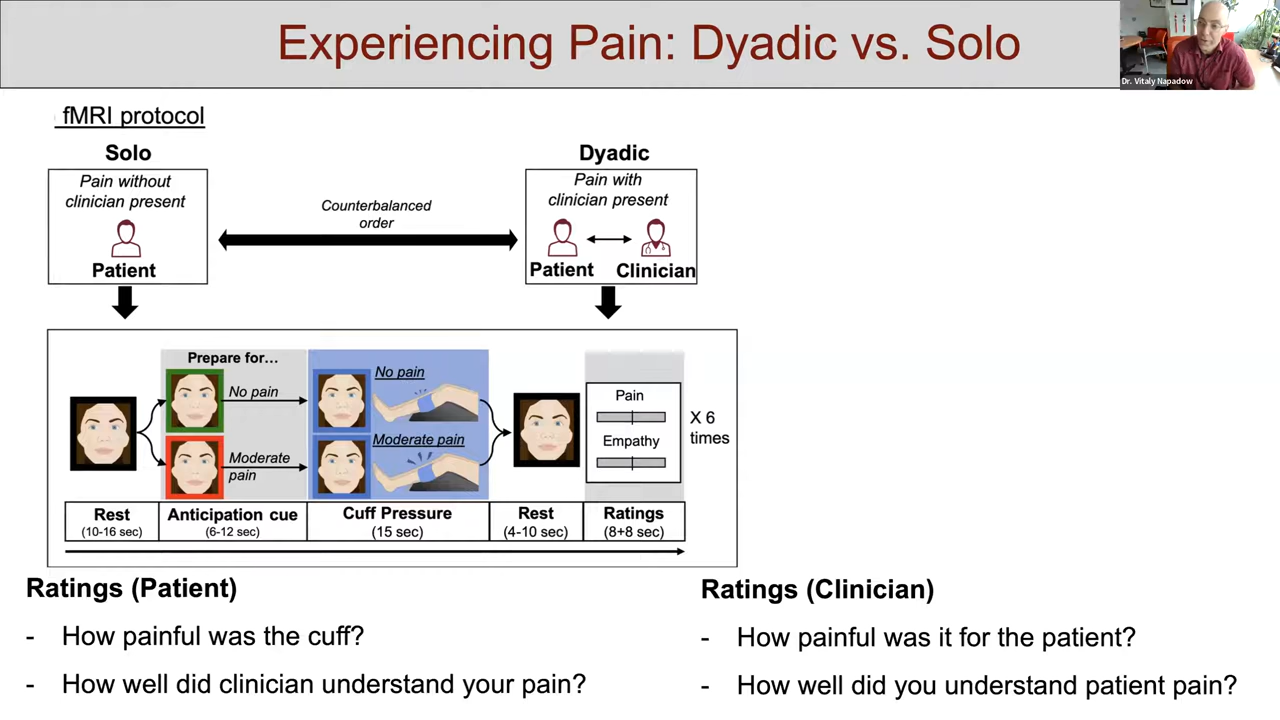 Experiencing Pain: Dyadic vs. Solo
Dr. Vitaly Napadow
fMRI protocol
Solo
Pain without
clinician present
Patient
Counterbalanced
order
Dyadic
Pain with
clinician present
Patient
Clinician
Prepare for...
No pain
Moderate
pain
No pain
Moderate pain
Pain
Empathy
X 6
times
Rest
(10-16 sec)
Anticipation cue
(6-12 sec)
Cuff Pressure
(15 sec)
Rest
(4-10 sec)
Ratings
(8+8 sec)
Ratings (Patient)
- How painful was the cuff?
- How well did clinician understand your pain?
Ratings (Clinician)
- How painful was it for the patient?
- How well did you understand patient pain?